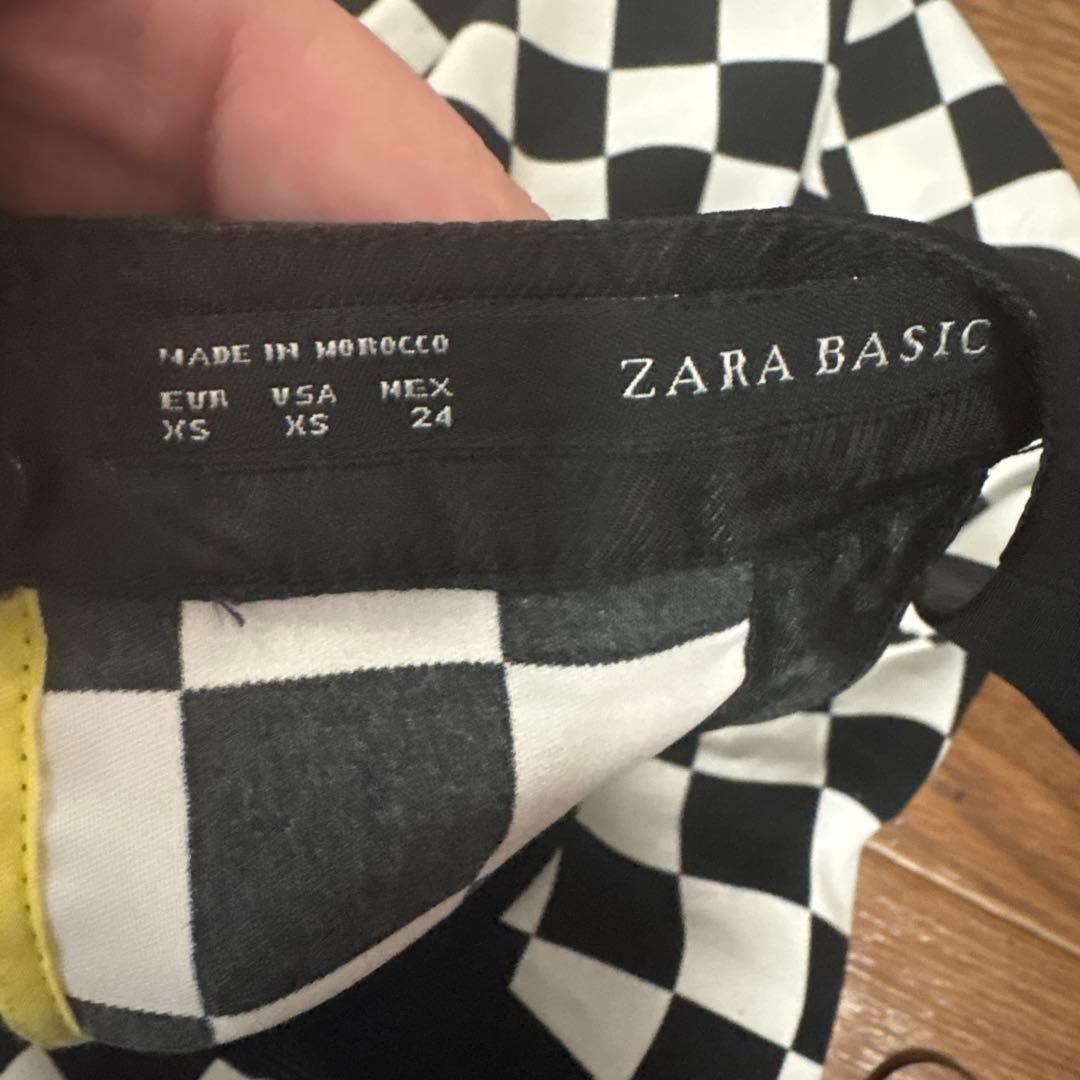 MADE IN MOROCCO
EUR USA MEX
XS XS 24
ZARA BASIC